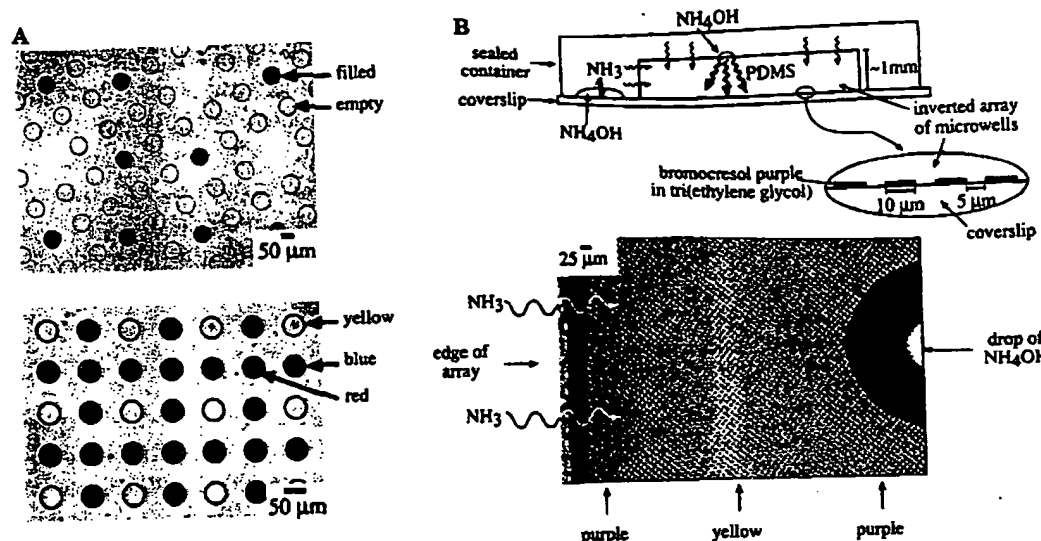 A
filled
empty
50 μm
yellow
blue
red
50 μm
B
NH4OH
sealed
container
NH3
PDMS
~1mm
coverslip
NH4OH
inverted array
of microwells
bromocresol purple
in tri(ethylene glycol)
10 μm
5 μm
coverslip
25 μm
NH3
edge of
array
NH3
drop of
NH4OH
purple
yellow
purple